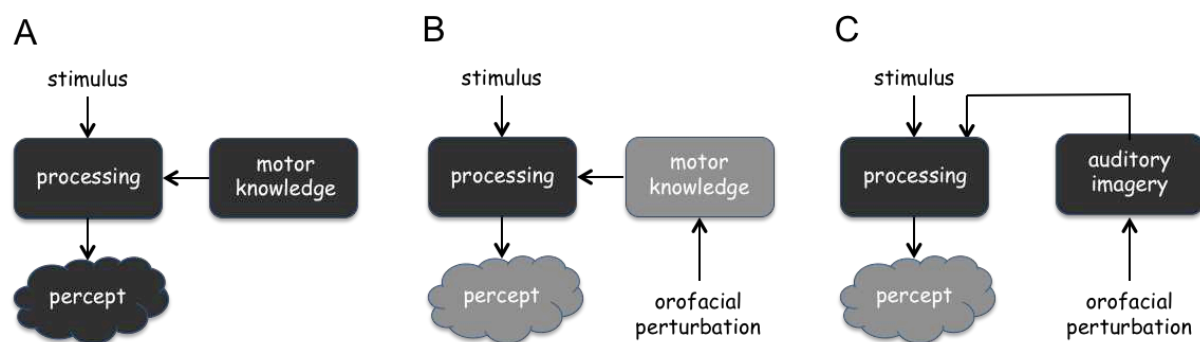 A
stimulus
processing
motor
knowledge
percept
B
stimulus
processing
motor
knowledge
percept
orofacial
perturbation
C
stimulus
processing
auditory
imagery
percept
orofacial
perturbation